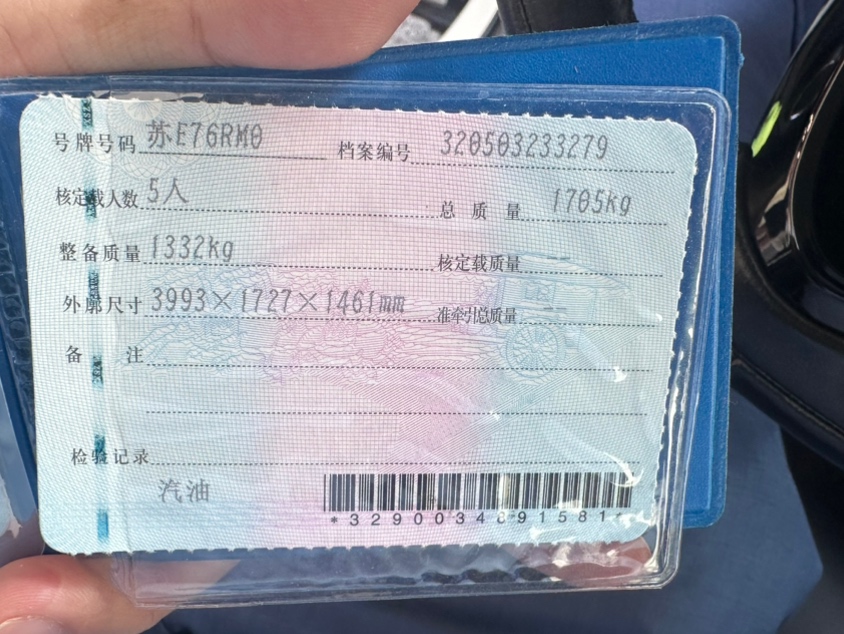 号牌号码 苏E76RM0 档案编号 320503233279
核定载人数 5人 总质量 1705kg
整备质量 1332kg 核定载质量 --
外廓尺寸 3993×1727×1461mm 准牵引总质量 --
备注
检验记录
汽油